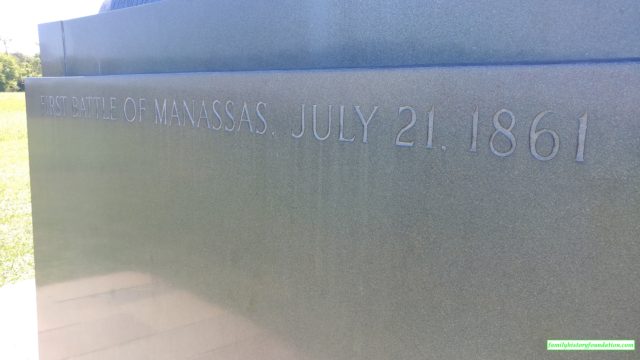 FIRST BATTLE OF MANASSAS, JULY 21, 1861
familyhistoryfoundation.com